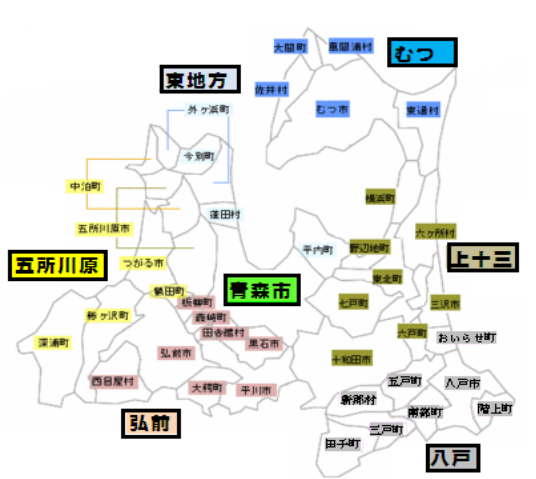 大間町
風間浦村
むつ
東地方
佐井村
外ヶ浜町
むつ市
東通村
今別町
中泊町
横浜町
蓬田村
五所川原市
六ヶ所村
平内町
野辺地町
つがる市
上十三
五所川原
東北町
青森市
鶴田町
板柳町
七戸町
三沢市
藤崎町
鰺ヶ沢町
田舎館村
六戸町
おいらせ町
深浦町
黒石市
弘前市
十和田市
西目屋村
大鰐町
平川市
五戸町
八戸市
新郷村
南部町
階上町
弘前
三戸町
田子町
八戸